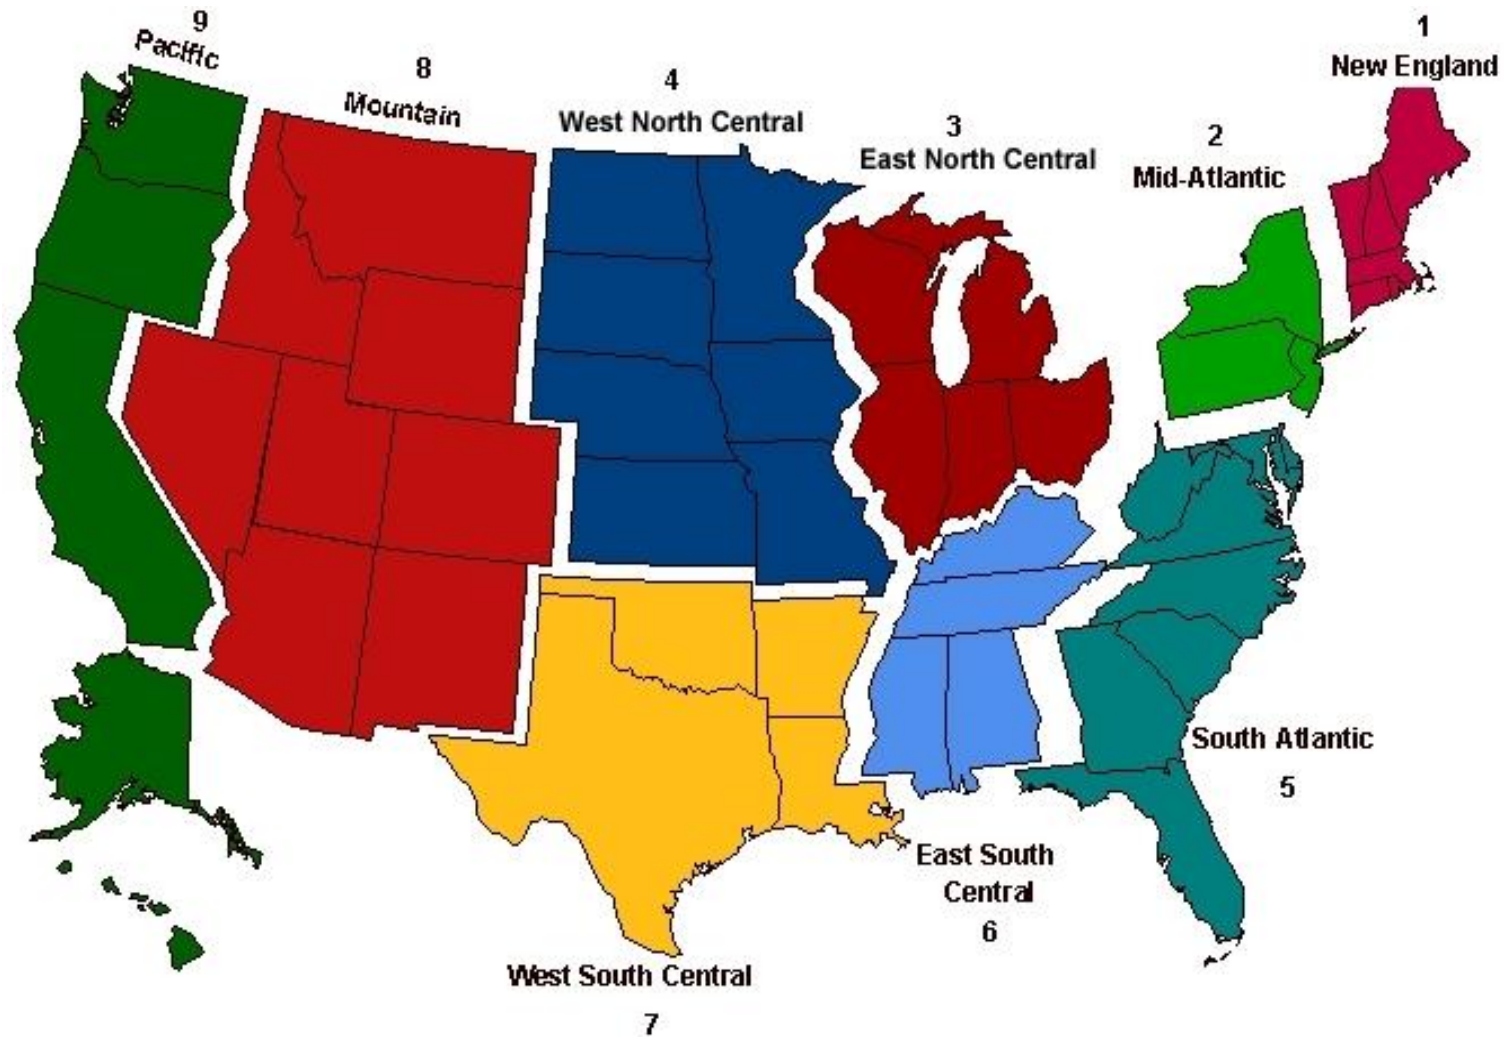 9
Pacific
8
Mountain
4
West North Central
3
East North Central
2
Mid-Atlantic
1
New England
South Atlantic
5
East South
Central
6
West South Central
7